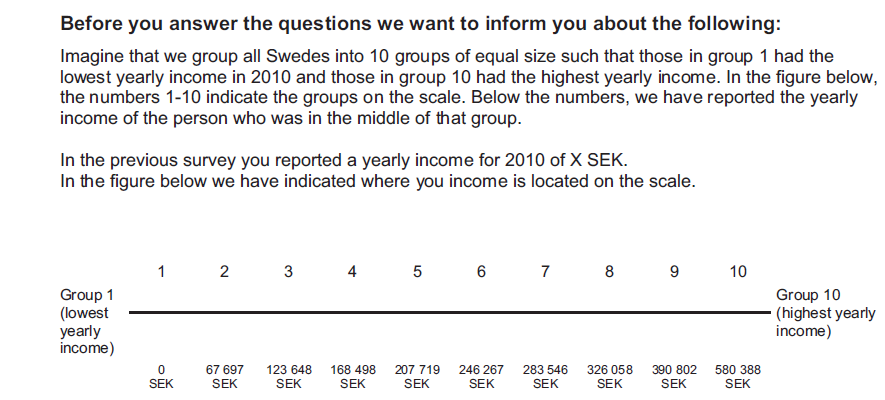 Before you answer the questions we want to inform you about the following:
Imagine that we group all Swedes into 10 groups of equal size such that those in group 1 had the
lowest yearly income in 2010 and those in group 10 had the highest yearly income. In the figure below,
the numbers 1-10 indicate the groups on the scale. Below the numbers, we have reported the yearly
income of the person who was in the middle of that group.
In the previous survey you reported a yearly income for 2010 of X SEK.
In the figure below we have indicated where you income is located on the scale.
1 2 3 4 5 6 7 8 9 10
Group 1
(lowest
yearly
income)
Group 10
(highest yearly
income)
0 67 697 123 648 168 498 207 719 246 267 283 546 326 058 390 802 580 388
SEK SEK SEK SEK SEK SEK SEK SEK SEK SEK